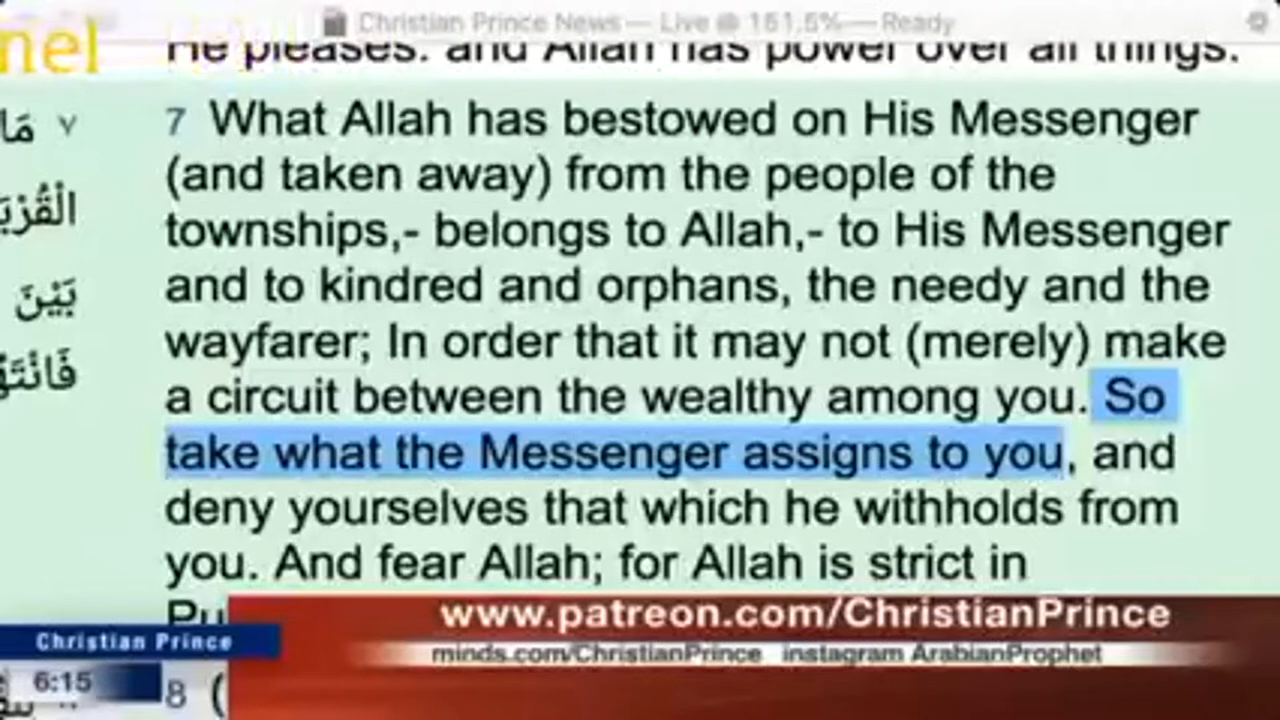 Christian Prince News — Live @ 161.5% — Ready
nel
He pleases. and Allah has power over all things.
٧ مَا
بَيْنَ
7 What Allah has bestowed on His Messenger
(and taken away) from the people of the
townships,- belongs to Allah,- to His Messenger
and to kindred and orphans, the needy and the
wayfarer; In order that it may not (merely) make
a circuit between the wealthy among you. So
take what the Messenger assigns to you, and
deny yourselves that which he withholds from
you. And fear Allah; for Allah is strict in
Pu
8 (
www.patreon.com/ChristianPrince
minds.com/ChristianPrince instagram ArabianProphet
Christian Prince
6:15